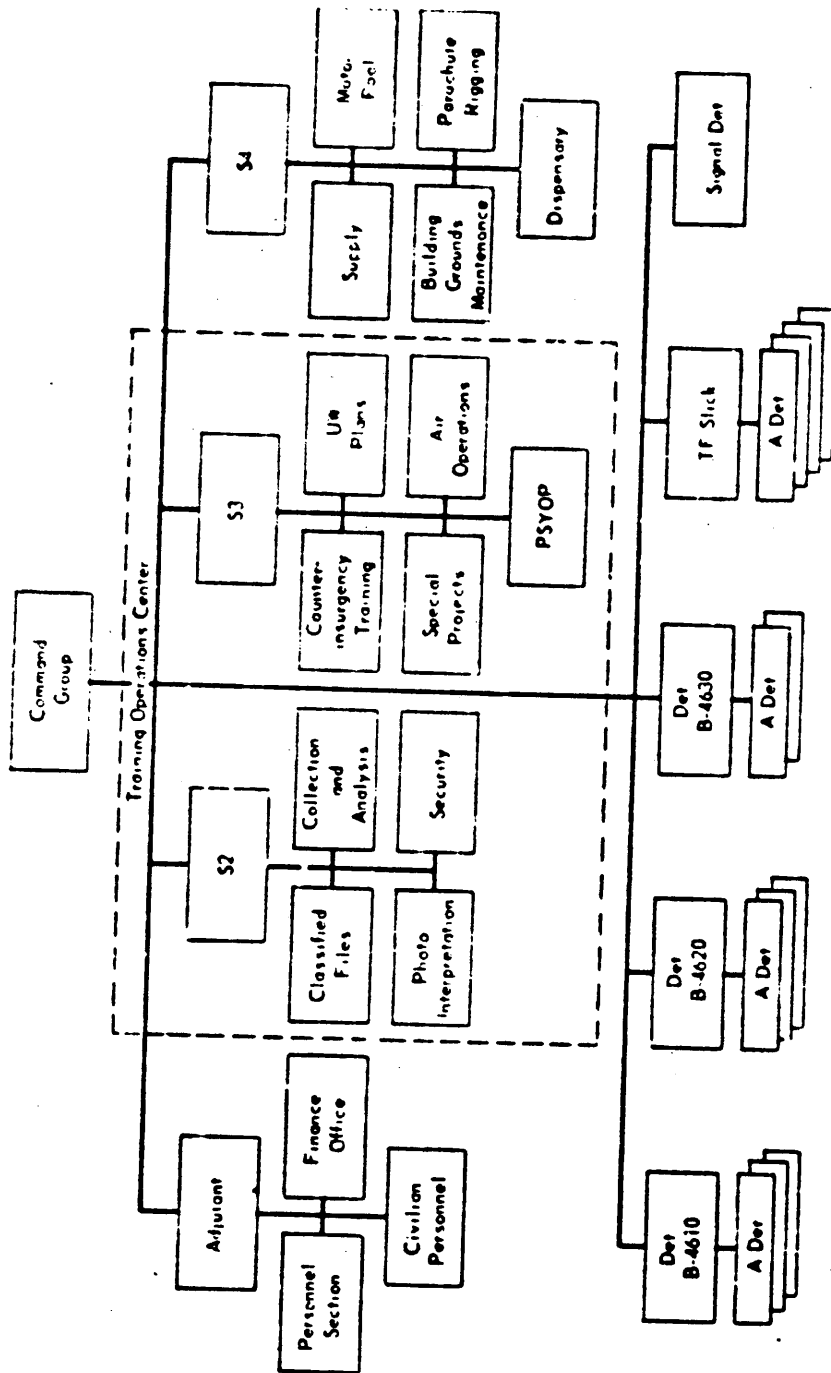 Command
Group
Training Operations Center
Adjutant
S2
S3
S4
Personnel
Section
Finance
Office
Civilian
Personnel
Classified
Files
Collection
and
Analysis
Photo
Interpretation
Security
Counter-
insurgency
Training
UW
Plans
Special
Projects
Air
Operations
PSYOP
Supply
Motor
Pool
Building
Grounds
Maintenance
Parachute
Rigging
Dispensary
Det
B-4610
A Det
Det
B-4620
A Det
Det
B-4630
A Det
TF Slick
A Det
Signal Det